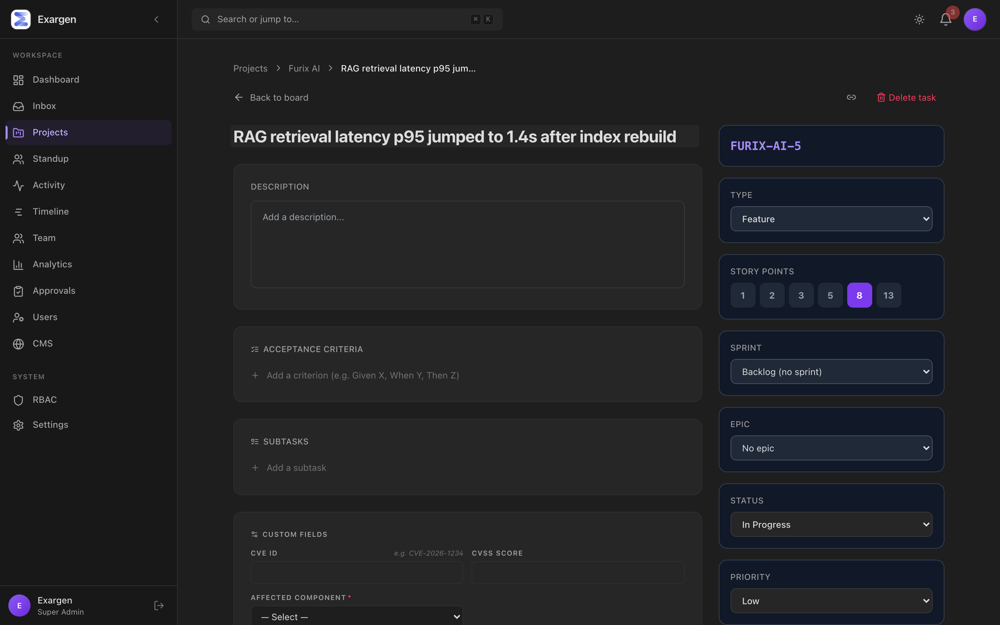 Exargen
Search or jump to...
⌘ K
3
E
WORKSPACE
Dashboard
Inbox
Projects
Standup
Activity
Timeline
Team
Analytics
Approvals
Users
CMS
SYSTEM
RBAC
Settings
E
Exargen
Super Admin
Projects > Furix AI > RAG retrieval latency p95 jum...
Back to board
Delete task
RAG retrieval latency p95 jumped to 1.4s after index rebuild
DESCRIPTION
Add a description...
ACCEPTANCE CRITERIA
+ Add a criterion (e.g. Given X, When Y, Then Z)
SUBTASKS
+ Add a subtask
CUSTOM FIELDS
CVE ID e.g. CVE-2026-1234
CVSS SCORE
AFFECTED COMPONENT *
— Select —
FURIX-AI-5
TYPE
Feature
STORY POINTS
1 2 3 5 8 13
SPRINT
Backlog (no sprint)
EPIC
No epic
STATUS
In Progress
PRIORITY
Low